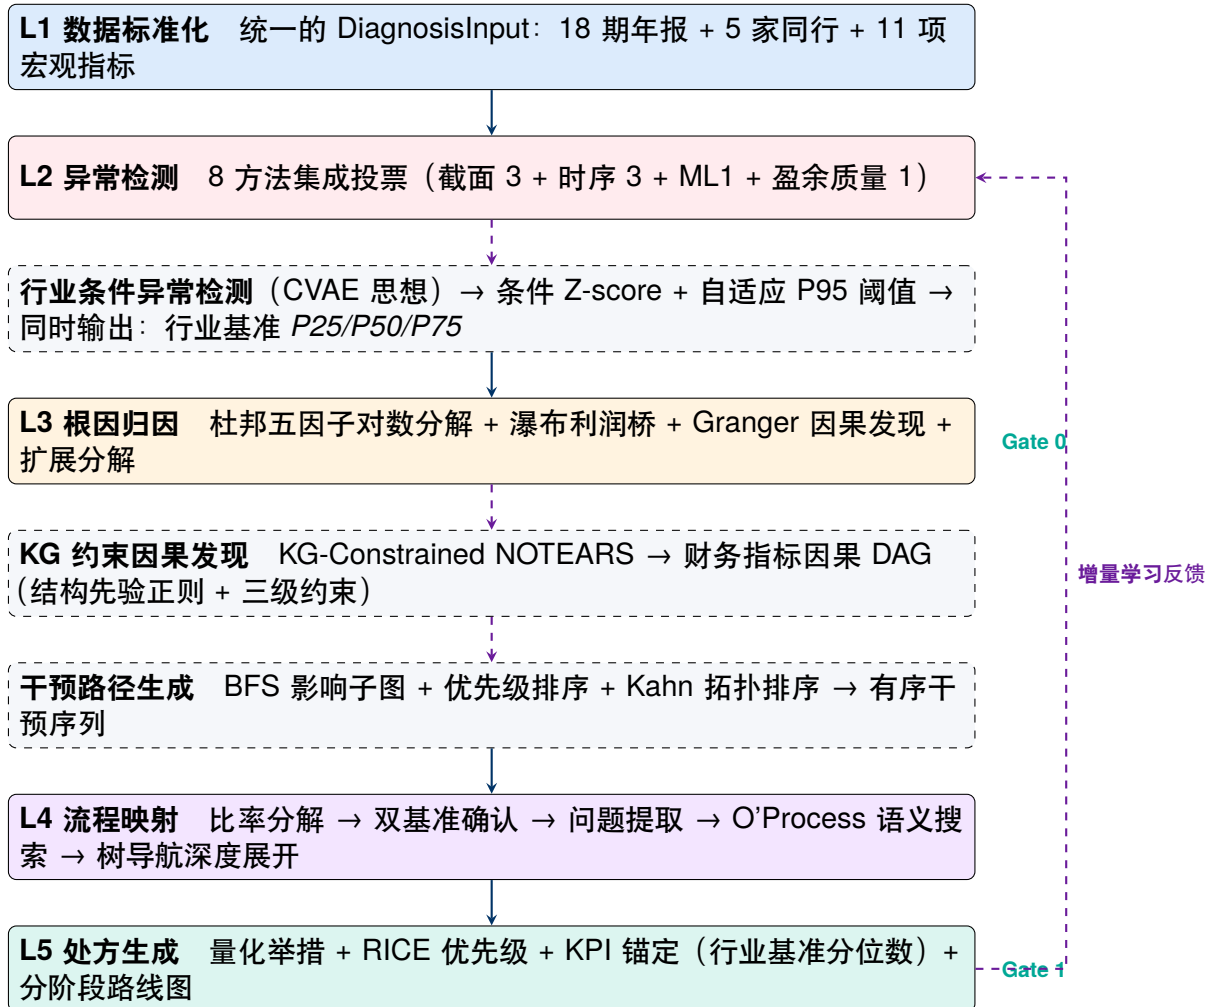 L1 数据标准化 统一的 DiagnosisInput：18 期年报 + 5 家同行 + 11 项
宏观指标
L2 异常检测 8 方法集成投票（截面 3 + 时序 3 + ML1 + 盈余质量 1）
行业条件异常检测（CVAE 思想）→ 条件 Z-score + 自适应 P95 阈值 →
同时输出：行业基准 P25/P50/P75
L3 根因归因 杜邦五因子对数分解 + 瀑布利润桥 + Granger 因果发现 +
扩展分解
Gate 0
KG 约束因果发现 KG-Constrained NOTEARS → 财务指标因果 DAG
（结构先验正则 + 三级约束）
增量学习反馈
干预路径生成 BFS 影响子图 + 优先级排序 + Kahn 拓扑排序 → 有序干
预序列
L4 流程映射 比率分解 → 双基准确认 → 问题提取 → O'Process 语义搜
索 → 树导航深度展开
L5 处方生成 量化举措 + RICE 优先级 + KPI 锚定（行业基准分位数）+
分阶段路线图
Gate 1